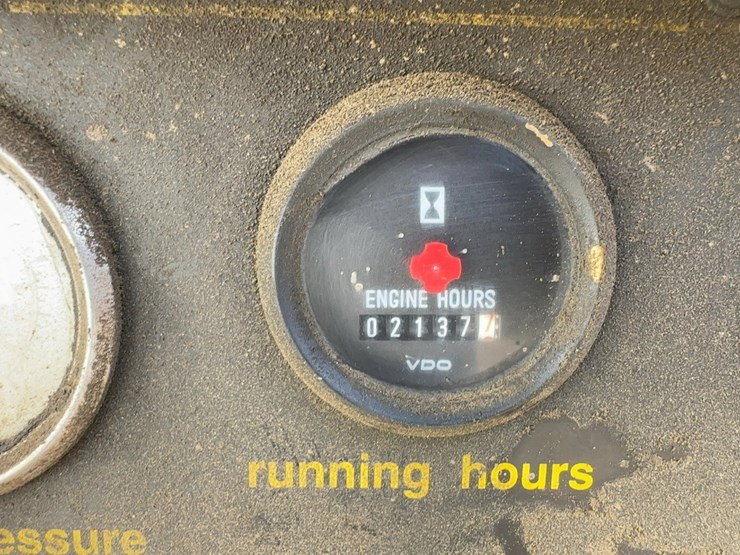 ENGINE HOURS
02137
VDO
running hours
essure